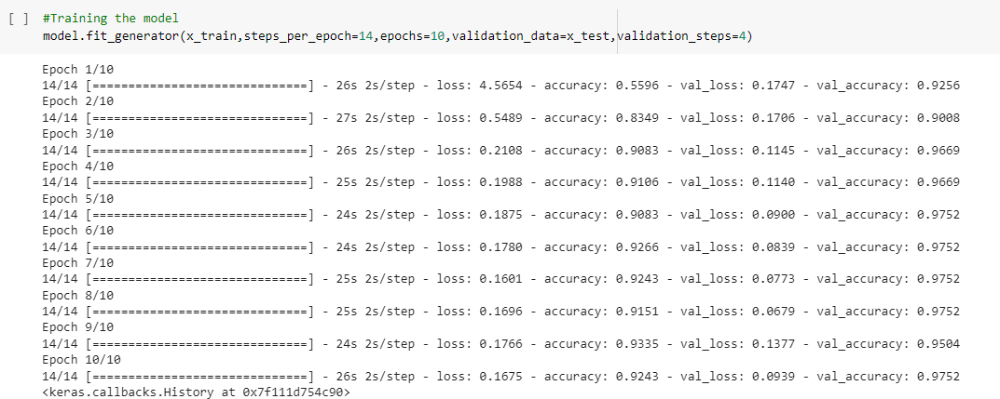 [ ] #Training the model
model.fit_generator(x_train,steps_per_epoch=14,epochs=10,validation_data=x_test,validation_steps=4)
Epoch 1/10
14/14 [==============================] - 26s 2s/step - loss: 4.5654 - accuracy: 0.5596 - val_loss: 0.1747 - val_accuracy: 0.9256
Epoch 2/10
14/14 [==============================] - 27s 2s/step - loss: 0.5489 - accuracy: 0.8349 - val_loss: 0.1706 - val_accuracy: 0.9008
Epoch 3/10
14/14 [==============================] - 26s 2s/step - loss: 0.2108 - accuracy: 0.9083 - val_loss: 0.1145 - val_accuracy: 0.9669
Epoch 4/10
14/14 [==============================] - 25s 2s/step - loss: 0.1988 - accuracy: 0.9106 - val_loss: 0.1140 - val_accuracy: 0.9669
Epoch 5/10
14/14 [==============================] - 24s 2s/step - loss: 0.1875 - accuracy: 0.9083 - val_loss: 0.0900 - val_accuracy: 0.9752
Epoch 6/10
14/14 [==============================] - 24s 2s/step - loss: 0.1780 - accuracy: 0.9266 - val_loss: 0.0839 - val_accuracy: 0.9752
Epoch 7/10
14/14 [==============================] - 25s 2s/step - loss: 0.1601 - accuracy: 0.9243 - val_loss: 0.0773 - val_accuracy: 0.9752
Epoch 8/10
14/14 [==============================] - 25s 2s/step - loss: 0.1696 - accuracy: 0.9151 - val_loss: 0.0679 - val_accuracy: 0.9752
Epoch 9/10
14/14 [==============================] - 24s 2s/step - loss: 0.1766 - accuracy: 0.9335 - val_loss: 0.1377 - val_accuracy: 0.9504
Epoch 10/10
14/14 [==============================] - 26s 2s/step - loss: 0.1675 - accuracy: 0.9243 - val_loss: 0.0939 - val_accuracy: 0.9752
<keras.callbacks.History at 0x7f111d754c90>